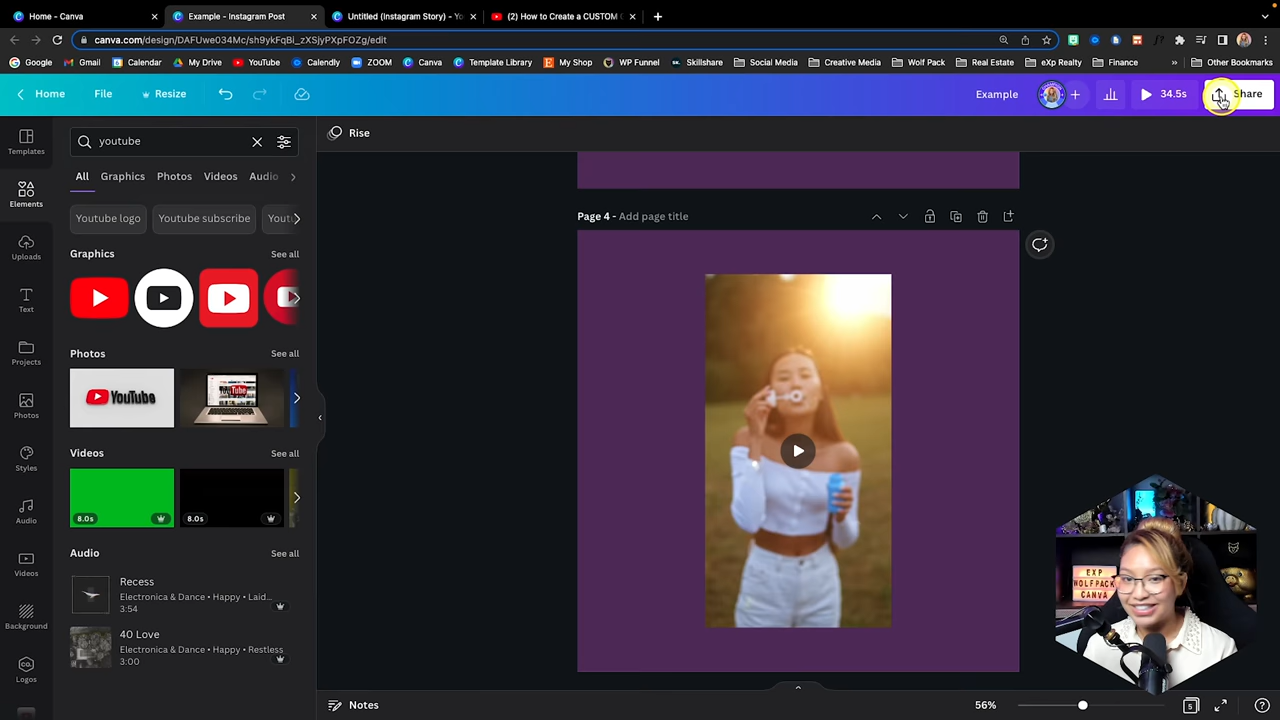 Home - Canva
Example - Instagram Post
Untitled (Instagram Story) - Yo
(2) How to Create a CUSTOM
canva.com/design/DAFUwe034Mc/sh9ykFqBi_zXSjyPXpFOZg/edit
Google
Gmail
Calendar
My Drive
YouTube
Calendly
ZOOM
Canva
Template Library
My Shop
WP Funnel
Skillshare
Social Media
Creative Media
Wolf Pack
Real Estate
eXp Realty
Finance
Other Bookmarks
Home
File
Resize
Example
34.5s
Share
Templates
Elements
Uploads
Text
Projects
Photos
Styles
Audio
Videos
Background
Logos
youtube
All
Graphics
Photos
Videos
Audio
Youtube logo
Youtube subscribe
Youtu
Graphics
See all
Photos
See all
YouTube
Tube
Videos
See all
8.0s
8.0s
Audio
See all
Recess
Electronica & Dance • Happy • Laid...
3:54
40 Love
Electronica & Dance • Happy • Restless
3:00
Rise
Page 4 - Add page title
EXP
WOLFPACK
CANVA
Notes
56%
5